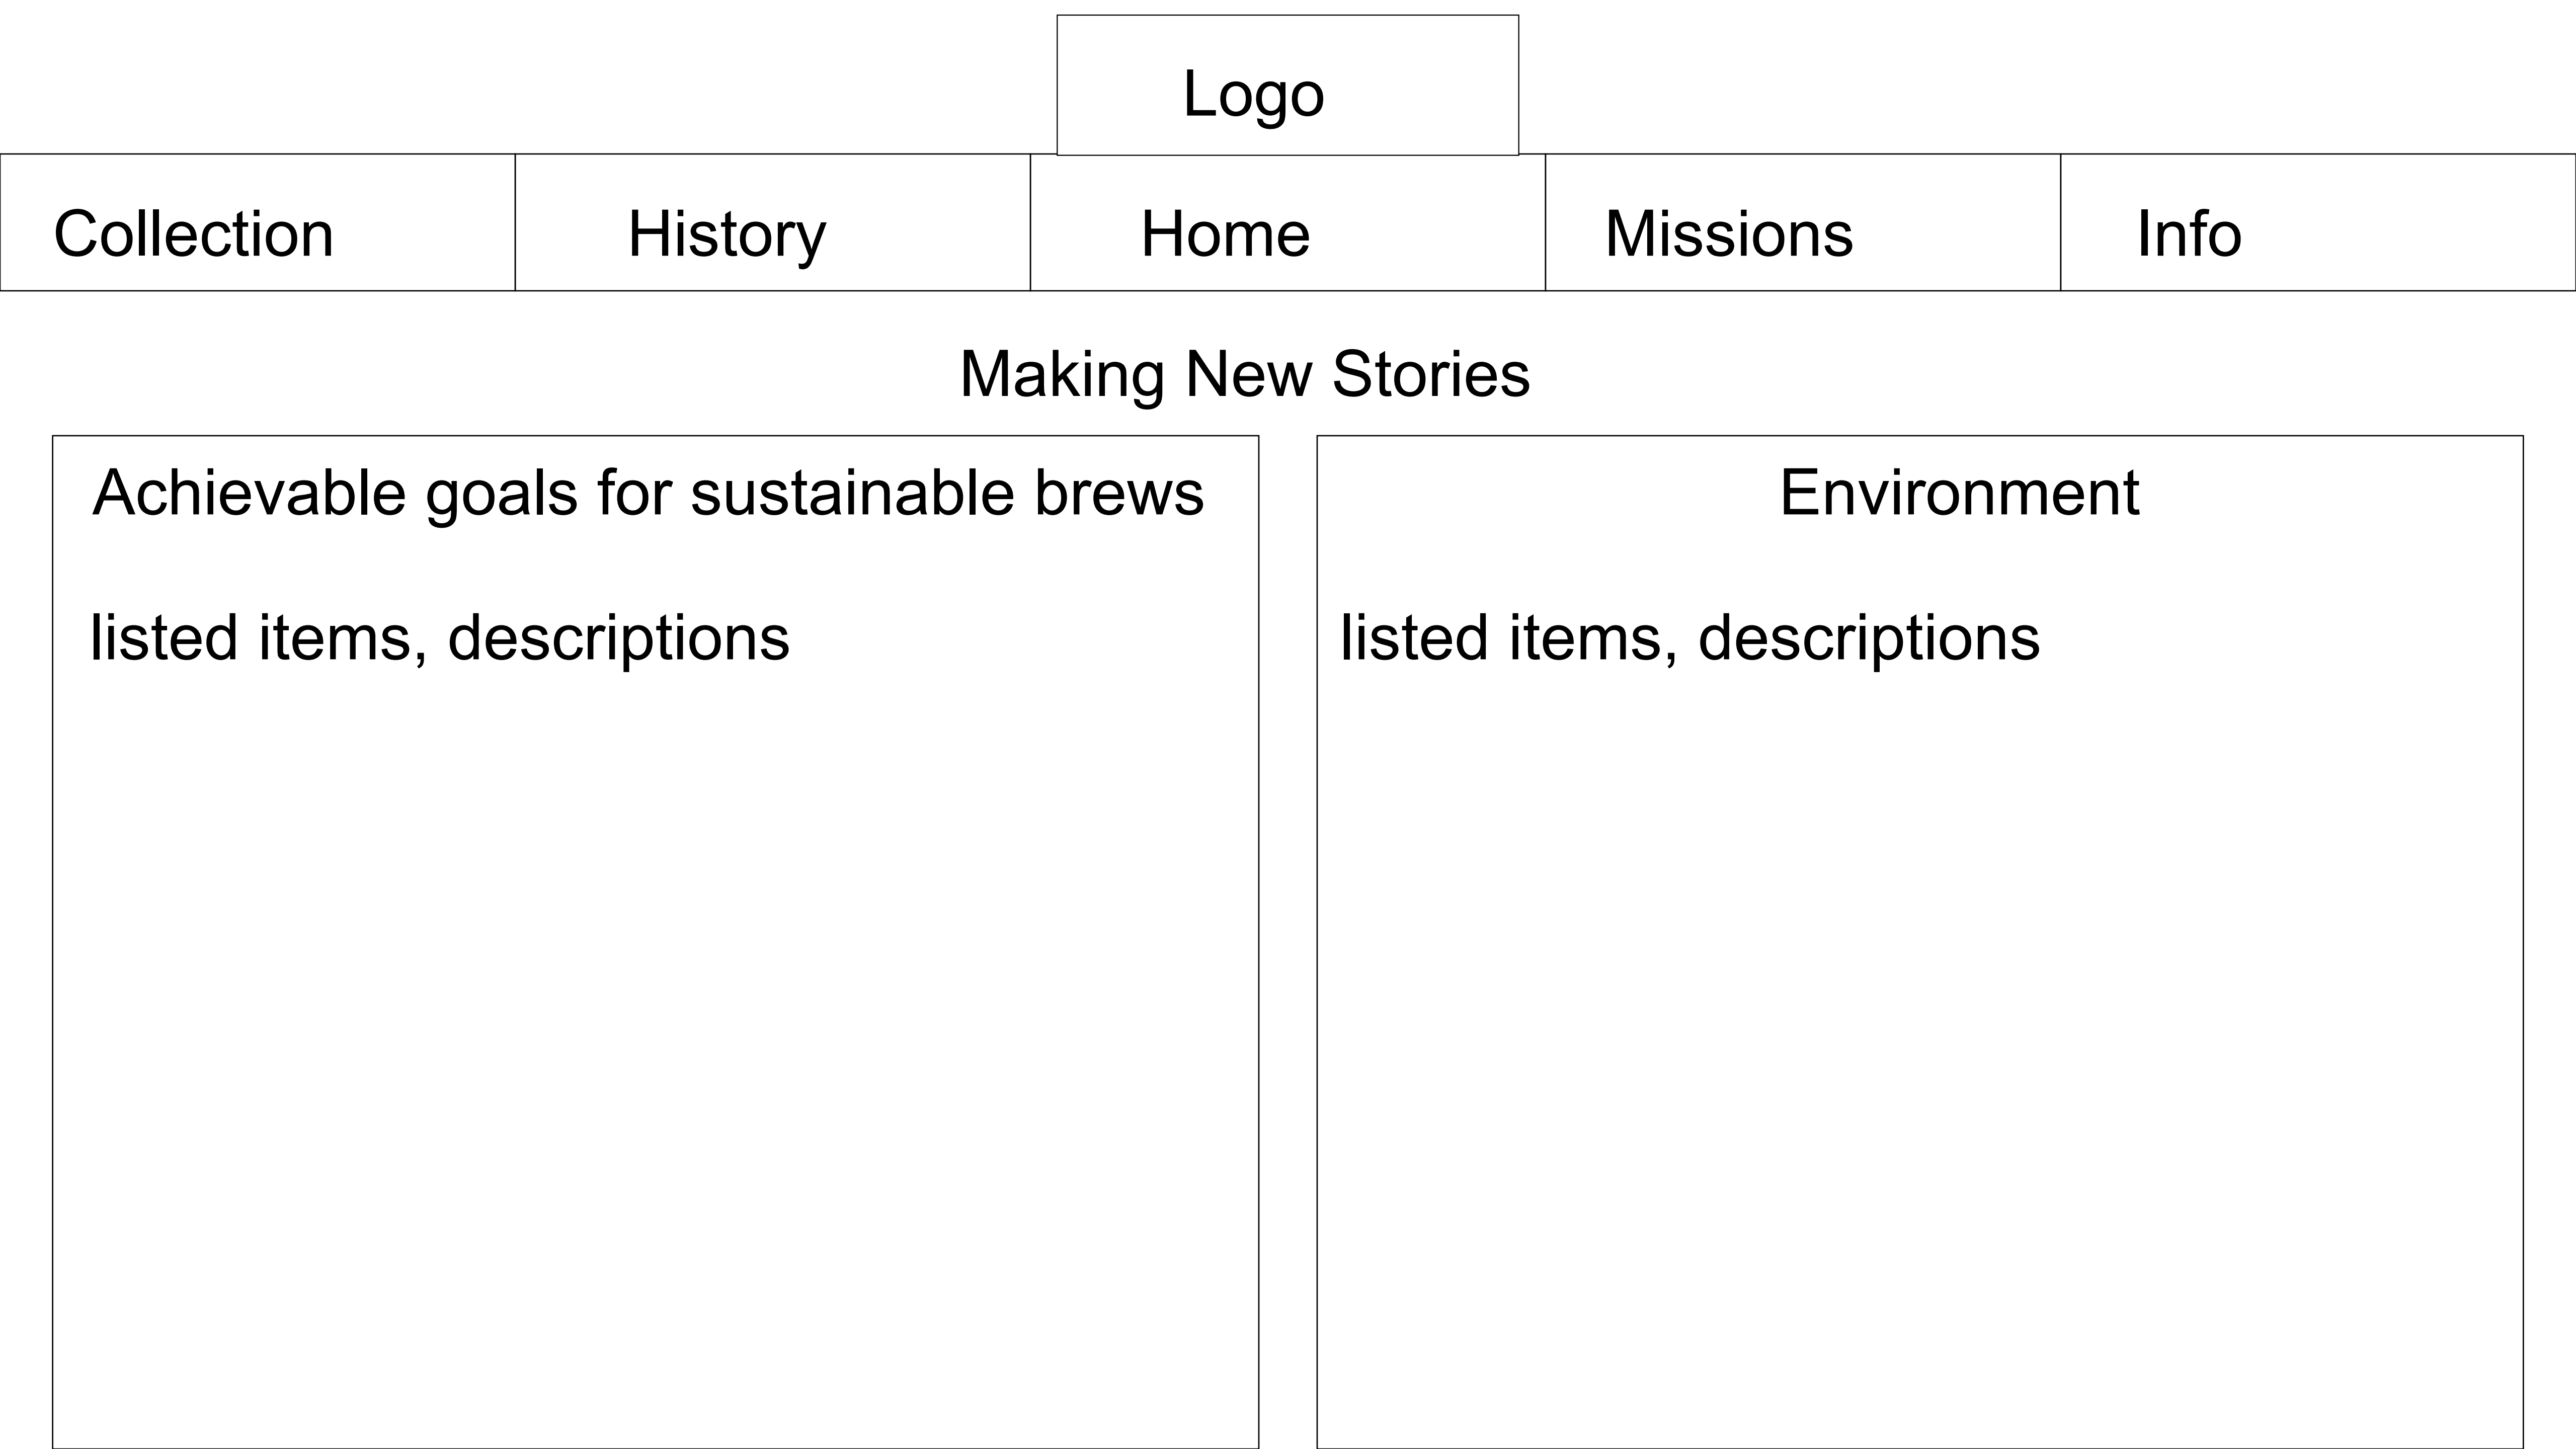 Logo
Collection History Home Missions Info
Making New Stories
Achievable goals for sustainable brews
listed items, descriptions
Environment
listed items, descriptions